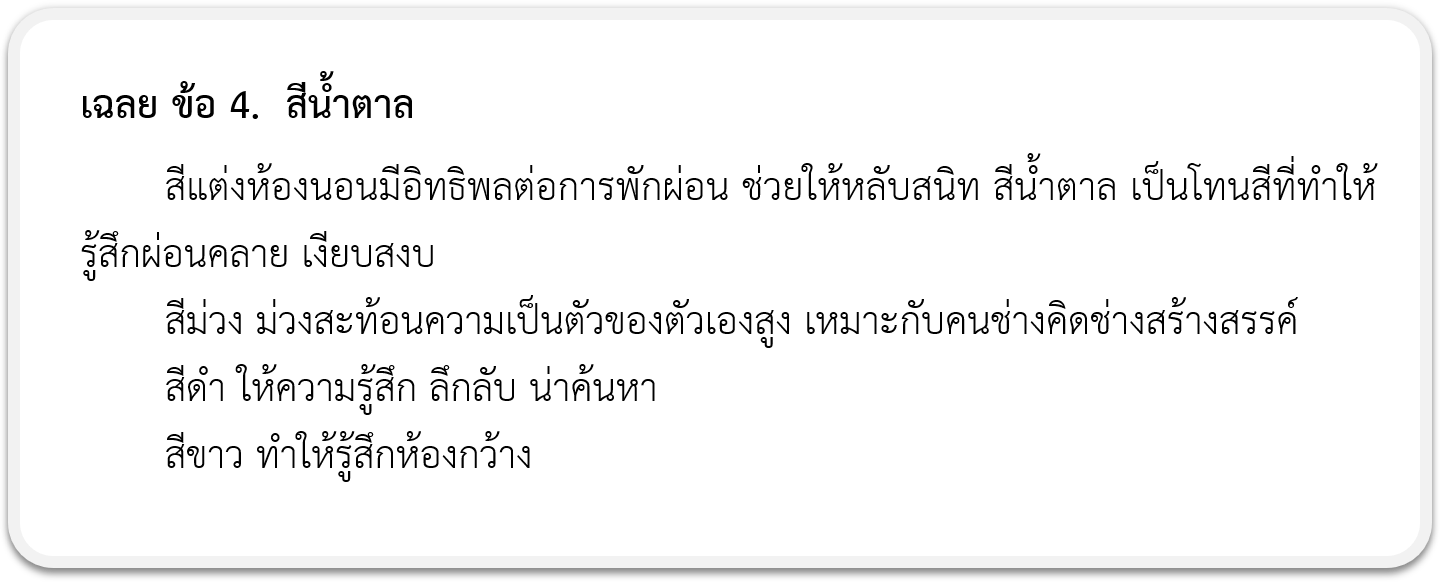 เฉลย ข้อ 4. สีน้ำตาล
สีแต่งห้องนอนมีอิทธิพลต่อการพักผ่อน ช่วยให้หลับสนิท สีน้ำตาล เป็นโทนสีที่ทำให้
รู้สึกผ่อนคลาย เงียบสงบ
สีม่วง ม่วงสะท้อนความเป็นตัวของตัวเองสูง เหมาะกับคนช่างคิดช่างสร้างสรรค์
สีดำ ให้ความรู้สึก ลึกลับ น่าค้นหา
สีขาว ทำให้รู้สึกห้องกว้าง